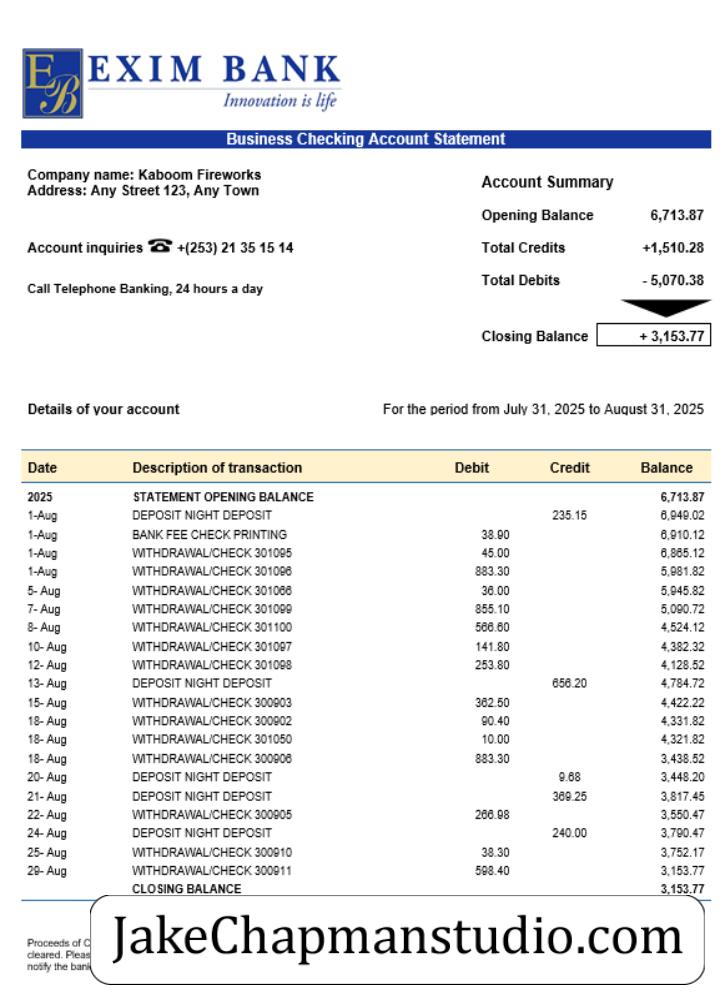 EB EXIM BANK
Innovation is life
Business Checking Account Statement
Company name: Kaboom Fireworks
Address: Any Street 123, Any Town
Account inquiries ☎ +(253) 21 35 15 14
Call Telephone Banking, 24 hours a day
Account Summary
Opening Balance 6,713.87
Total Credits +1,510.28
Total Debits - 5,070.38
Closing Balance + 3,153.77
Details of your account For the period from July 31, 2025 to August 31, 2025
Date Description of transaction Debit Credit Balance
2025 STATEMENT OPENING BALANCE 6,713.87
1-Aug DEPOSIT NIGHT DEPOSIT 235.15 6,949.02
1-Aug BANK FEE CHECK PRINTING 38.90 6,910.12
1-Aug WITHDRAWAL/CHECK 301095 45.00 6,865.12
1-Aug WITHDRAWAL/CHECK 301096 883.30 5,981.82
5- Aug WITHDRAWAL/CHECK 301066 36.00 5,945.82
7- Aug WITHDRAWAL/CHECK 301099 855.10 5,090.72
8- Aug WITHDRAWAL/CHECK 301100 566.60 4,524.12
10- Aug WITHDRAWAL/CHECK 301097 141.80 4,382.32
12- Aug WITHDRAWAL/CHECK 301098 253.80 4,128.52
13- Aug DEPOSIT NIGHT DEPOSIT 656.20 4,784.72
15- Aug WITHDRAWAL/CHECK 300903 362.50 4,422.22
18- Aug WITHDRAWAL/CHECK 300902 90.40 4,331.82
18- Aug WITHDRAWAL/CHECK 301050 10.00 4,321.82
18- Aug WITHDRAWAL/CHECK 300906 883.30 3,438.52
20- Aug DEPOSIT NIGHT DEPOSIT 9.68 3,448.20
21- Aug DEPOSIT NIGHT DEPOSIT 369.25 3,817.45
22- Aug WITHDRAWAL/CHECK 300905 266.98 3,550.47
24- Aug DEPOSIT NIGHT DEPOSIT 240.00 3,790.47
25- Aug WITHDRAWAL/CHECK 300910 38.30 3,752.17
29- Aug WITHDRAWAL/CHECK 300911 598.40 3,153.77
CLOSING BALANCE 3,153.77
Proceeds of
cleared.
notify the
JakeChapmanstudio.com